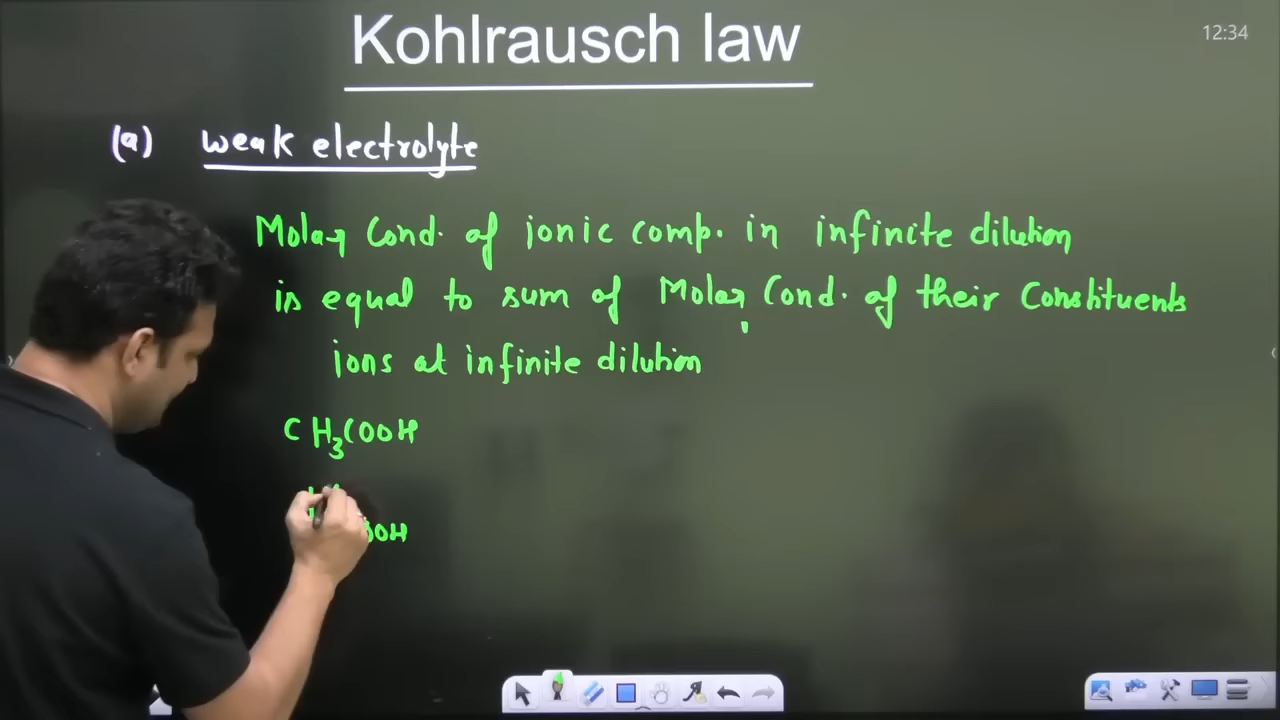 Kohlrausch law
12:34
(a) weak electrolyte
Molar Cond. of ionic comp. in infinite dilution
is equal to sum of Molar Cond. of their Constituents
ions at infinite dilution
CH3COOH
OOH